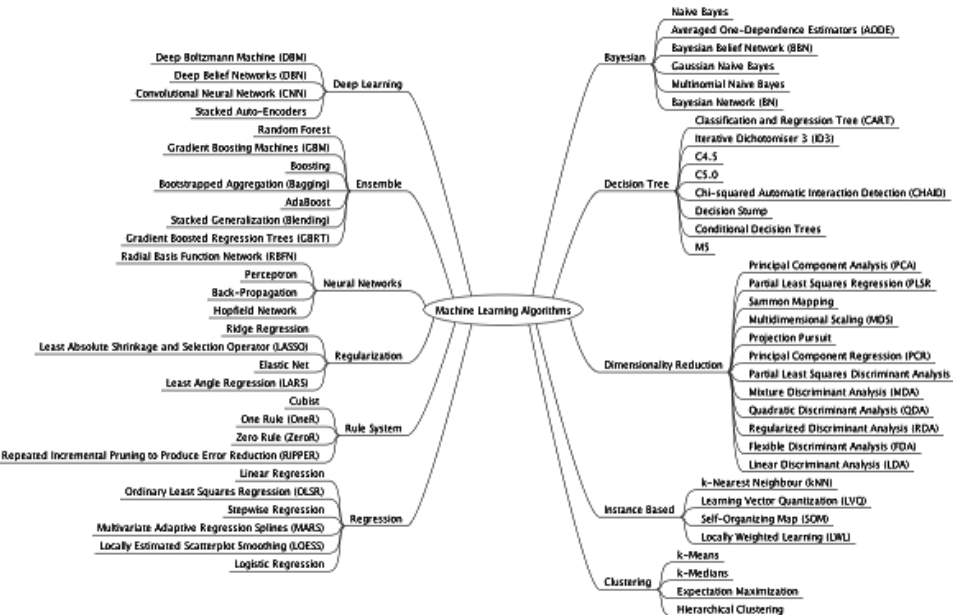 Machine Learning Algorithms
Deep Learning
Deep Boltzmann Machine (DBM)
Deep Belief Networks (DBN)
Convolutional Neural Network (CNN)
Stacked Auto-Encoders
Ensemble
Random Forest
Gradient Boosting Machines (GBM)
Boosting
Bootstrapped Aggregation (Bagging)
AdaBoost
Stacked Generalization (Blending)
Gradient Boosted Regression Trees (GBRT)
Neural Networks
Radial Basis Function Network (RBFN)
Perceptron
Back-Propagation
Hopfield Network
Regularization
Ridge Regression
Least Absolute Shrinkage and Selection Operator (LASSO)
Elastic Net
Least Angle Regression (LARS)
Rule System
Cubist
One Rule (OneR)
Zero Rule (ZeroR)
Repeated Incremental Pruning to Produce Error Reduction (RIPPER)
Regression
Linear Regression
Ordinary Least Squares Regression (OLSR)
Stepwise Regression
Multivariate Adaptive Regression Splines (MARS)
Locally Estimated Scatterplot Smoothing (LOESS)
Logistic Regression
Bayesian
Naive Bayes
Averaged One-Dependence Estimators (AODE)
Bayesian Belief Network (BBN)
Gaussian Naive Bayes
Multinomial Naive Bayes
Bayesian Network (BN)
Decision Tree
Classification and Regression Tree (CART)
Iterative Dichotomiser 3 (ID3)
C4.5
C5.0
Chi-squared Automatic Interaction Detection (CHAID)
Decision Stump
Conditional Decision Trees
M5
Dimensionality Reduction
Principal Component Analysis (PCA)
Partial Least Squares Regression (PLSR
Sammon Mapping
Multidimensional Scaling (MDS)
Projection Pursuit
Principal Component Regression (PCR)
Partial Least Squares Discriminant Analysis
Mixture Discriminant Analysis (MDA)
Quadratic Discriminant Analysis (QDA)
Regularized Discriminant Analysis (RDA)
Flexible Discriminant Analysis (FDA)
Linear Discriminant Analysis (LDA)
Instance Based
k-Nearest Neighbour (kNN)
Learning Vector Quantization (LVQ)
Self-Organizing Map (SOM)
Locally Weighted Learning (LWL)
Clustering
k-Means
k-Medians
Expectation Maximization
Hierarchical Clustering